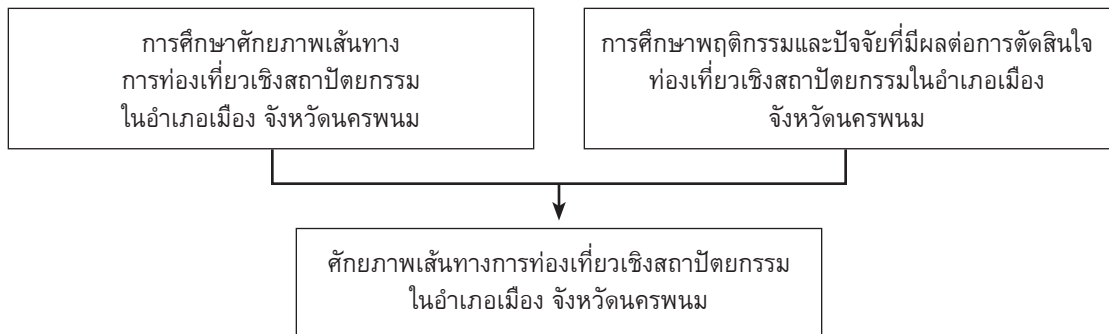 การศึกษาศักยภาพเส้นทาง
การท่องเที่ยวเชิงสถาปัตยกรรม
ในอำเภอเมือง จังหวัดนครพนม
การศึกษาพฤติกรรมและปัจจัยที่มีผลต่อการตัดสินใจ
ท่องเที่ยวเชิงสถาปัตยกรรมในอำเภอเมือง
จังหวัดนครพนม
ศักยภาพเส้นทางการท่องเที่ยวเชิงสถาปัตยกรรม
ในอำเภอเมือง จังหวัดนครพนม